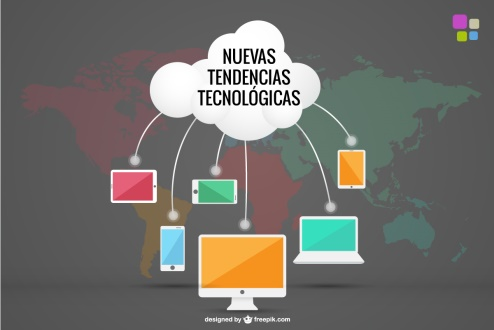 NUEVAS
TENDENCIAS
TECNOLÓGICAS
designed by freepik.com